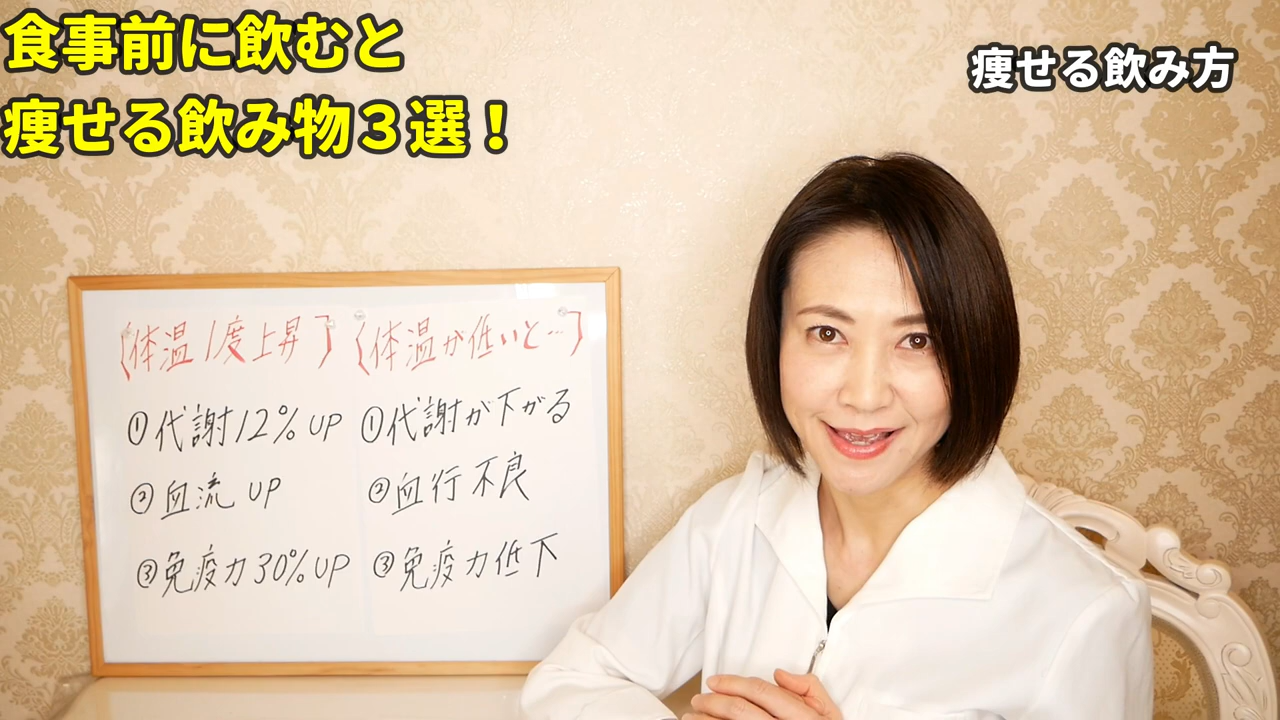 食事前に飲むと
痩せる飲み物３選！
痩せる飲み方
〔体温1度上昇〕
①代謝12％UP
②血流 UP
③免疫力30％UP
〔体温が低いと…〕
①代謝が下がる
②血行不良
③免疫力低下